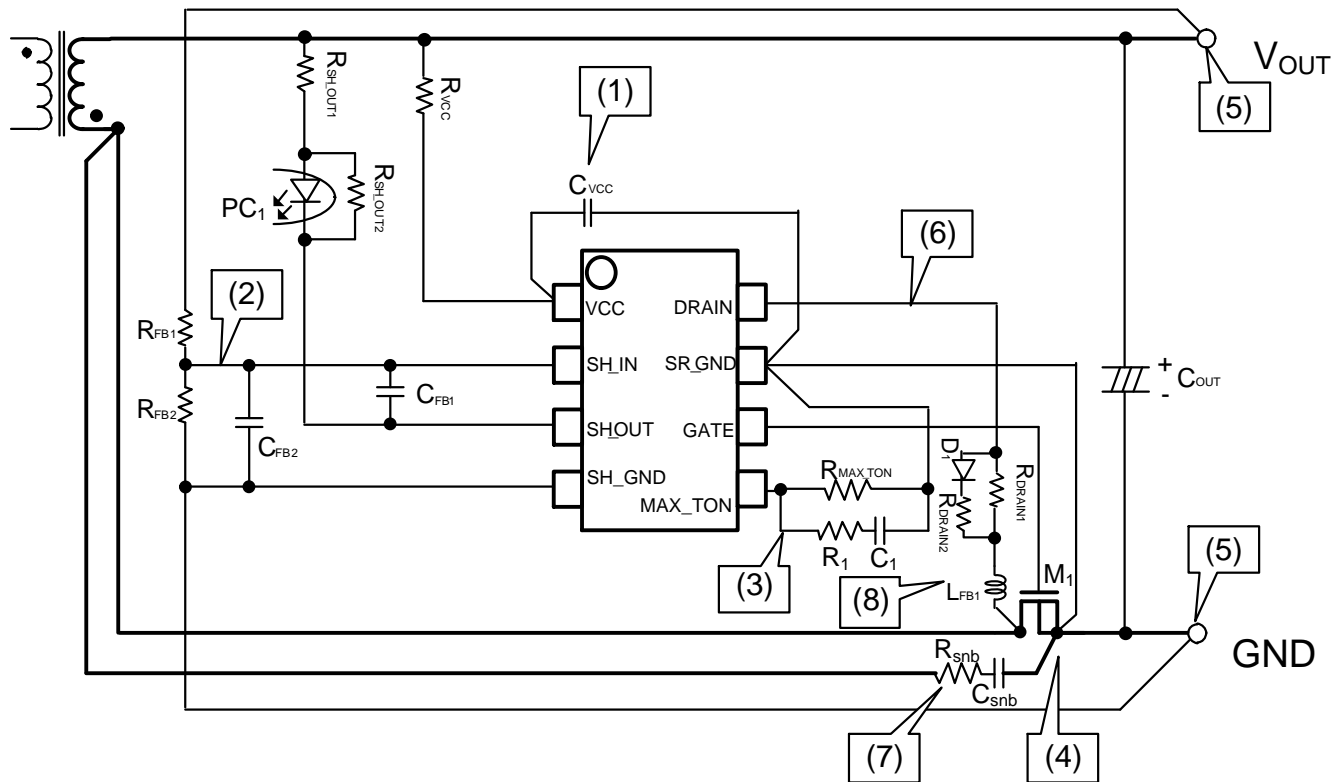 VOUT
(5)
RSH_OUT1
RVCC
(1)
CVCC
RSH_OUT2
PC1
(6)
(2)
VCC
DRAIN
RFB1
SH_IN
SR_GND
CFB1
+
COUT
-
RFB2
CFB2
SH_OUT
GATE
D1
RDRAIN1
SH_GND
RMAX_TON
MAX_TON
RDRAIN2
R1
C1
(3)
(8)
LFB1
M1
(5)
GND
Rsnb
Csnb
(7)
(4)